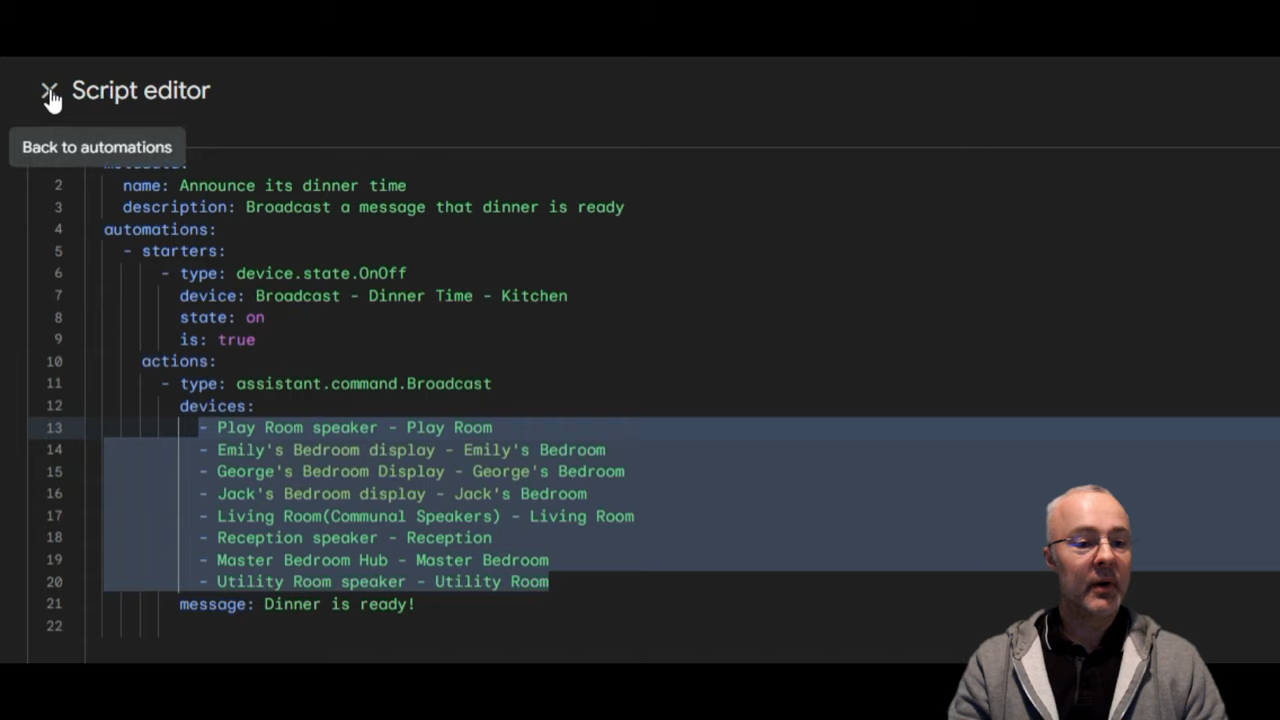 Script editor
Back to automations
metadata:
2 name: Announce its dinner time
3 description: Broadcast a message that dinner is ready
4 automations:
5 - starters:
6 - type: device.state.OnOff
7 device: Broadcast - Dinner Time - Kitchen
8 state: on
9 is: true
10 actions:
11 - type: assistant.command.Broadcast
12 devices:
13 - Play Room speaker - Play Room
14 - Emily's Bedroom display - Emily's Bedroom
15 - George's Bedroom Display - George's Bedroom
16 - Jack's Bedroom display - Jack's Bedroom
17 - Living Room(Communal Speakers) - Living Room
18 - Reception speaker - Reception
19 - Master Bedroom Hub - Master Bedroom
20 - Utility Room speaker - Utility Room
21 message: Dinner is ready!
22